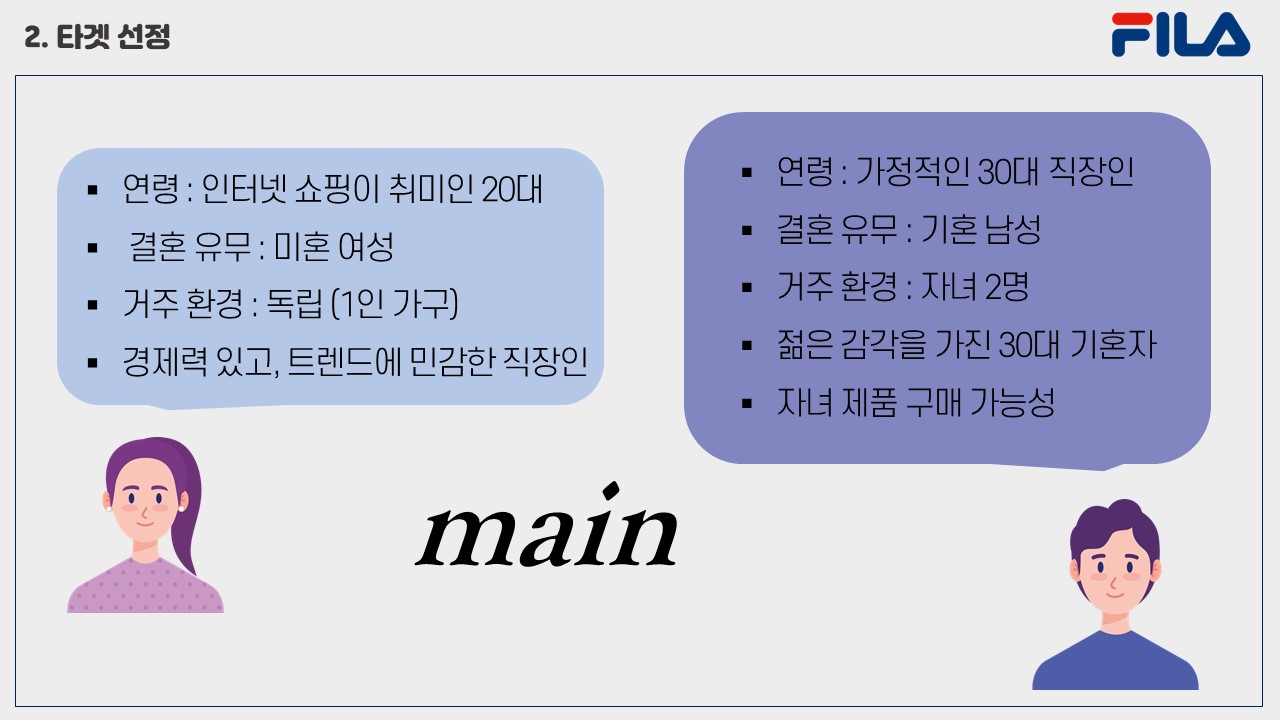 2. 타겟 선정
FILA
▪ 연령 : 인터넷 쇼핑이 취미인 20대
▪ 결혼 유무 : 미혼 여성
▪ 거주 환경 : 독립 (1인 가구)
▪ 경제력 있고, 트렌드에 민감한 직장인
▪ 연령 : 가정적인 30대 직장인
▪ 결혼 유무 : 기혼 남성
▪ 거주 환경 : 자녀 2명
▪ 젊은 감각을 가진 30대 기혼자
▪ 자녀 제품 구매 가능성
main